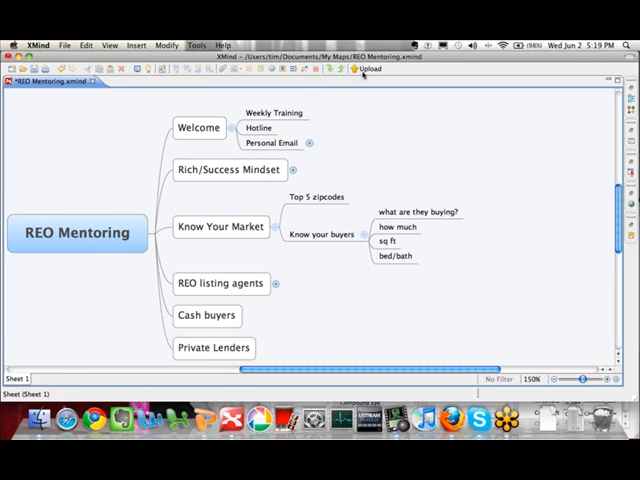 XMind File Edit View Insert Modify Tools Window Help (98%) Wed Jun 2 5:19 PM
XMind - /Users/tim/Documents/My Maps/REO Mentoring.xmind
Upload
*REO Mentoring.xmind
Welcome
Weekly Training
Hotline
Personal Email
Rich/Success Mindset
Know Your Market
Top 5 zipcodes
Know your buyers
what are they buying?
how much
sq ft
bed/bath
REO Mentoring
REO listing agents
Cash buyers
Private Lenders
Sheet 1
No Filter 150%
Sheet (Sheet 1)
USTREAM